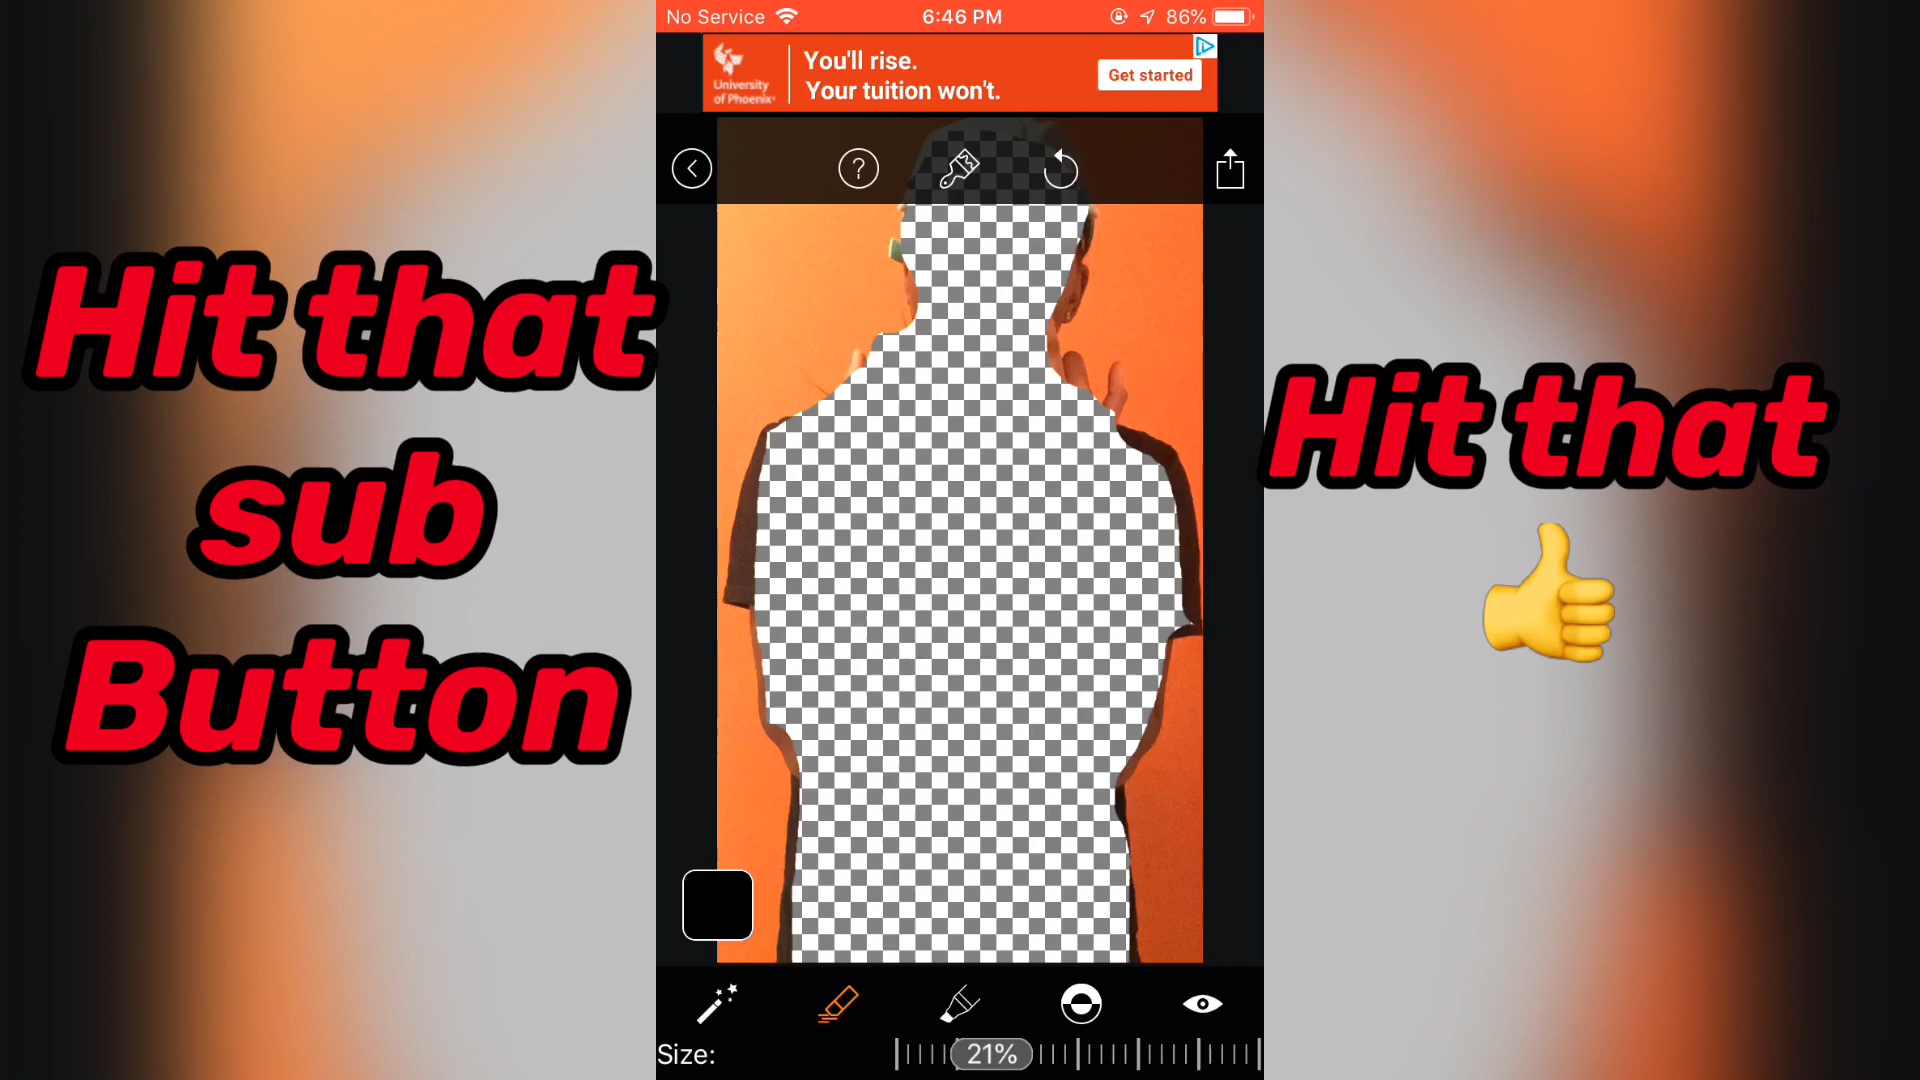 No Service
6:46 PM
86%
University
of Phoenix
You'll rise.
Your tuition won't.
Get started
?
Hit that
sub
Button
Hit that
Size:
21%